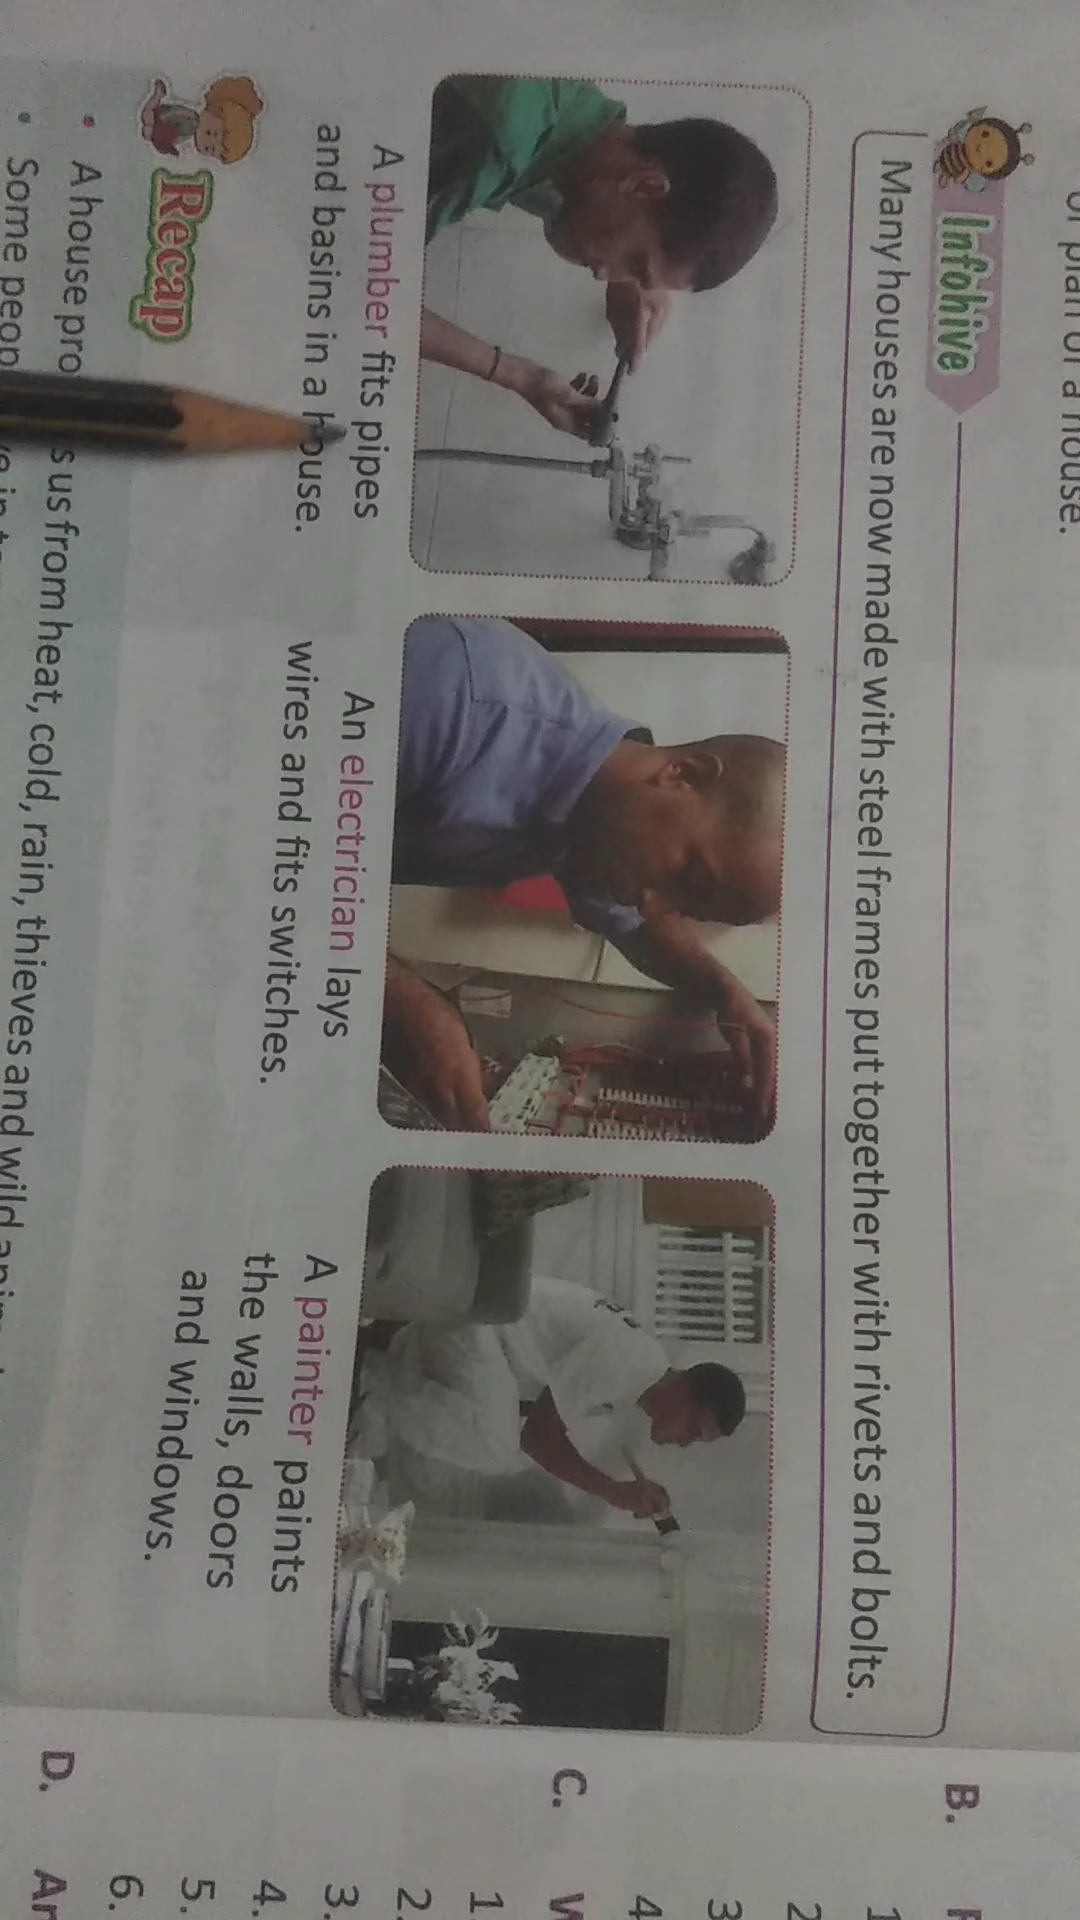 of a house.
Infohive
Many houses are now made with steel frames put together with rivets and bolts.
A plumber fits pipes
and basins in a house.
An electrician lays
wires and fits switches.
A painter paints
the walls, doors
and windows.
Recap
• A house us from heat, cold, rain, thieves and wild
• Some
B.
1
2
3
4
C.
1
2.
3.
4.
5.
6.
D.